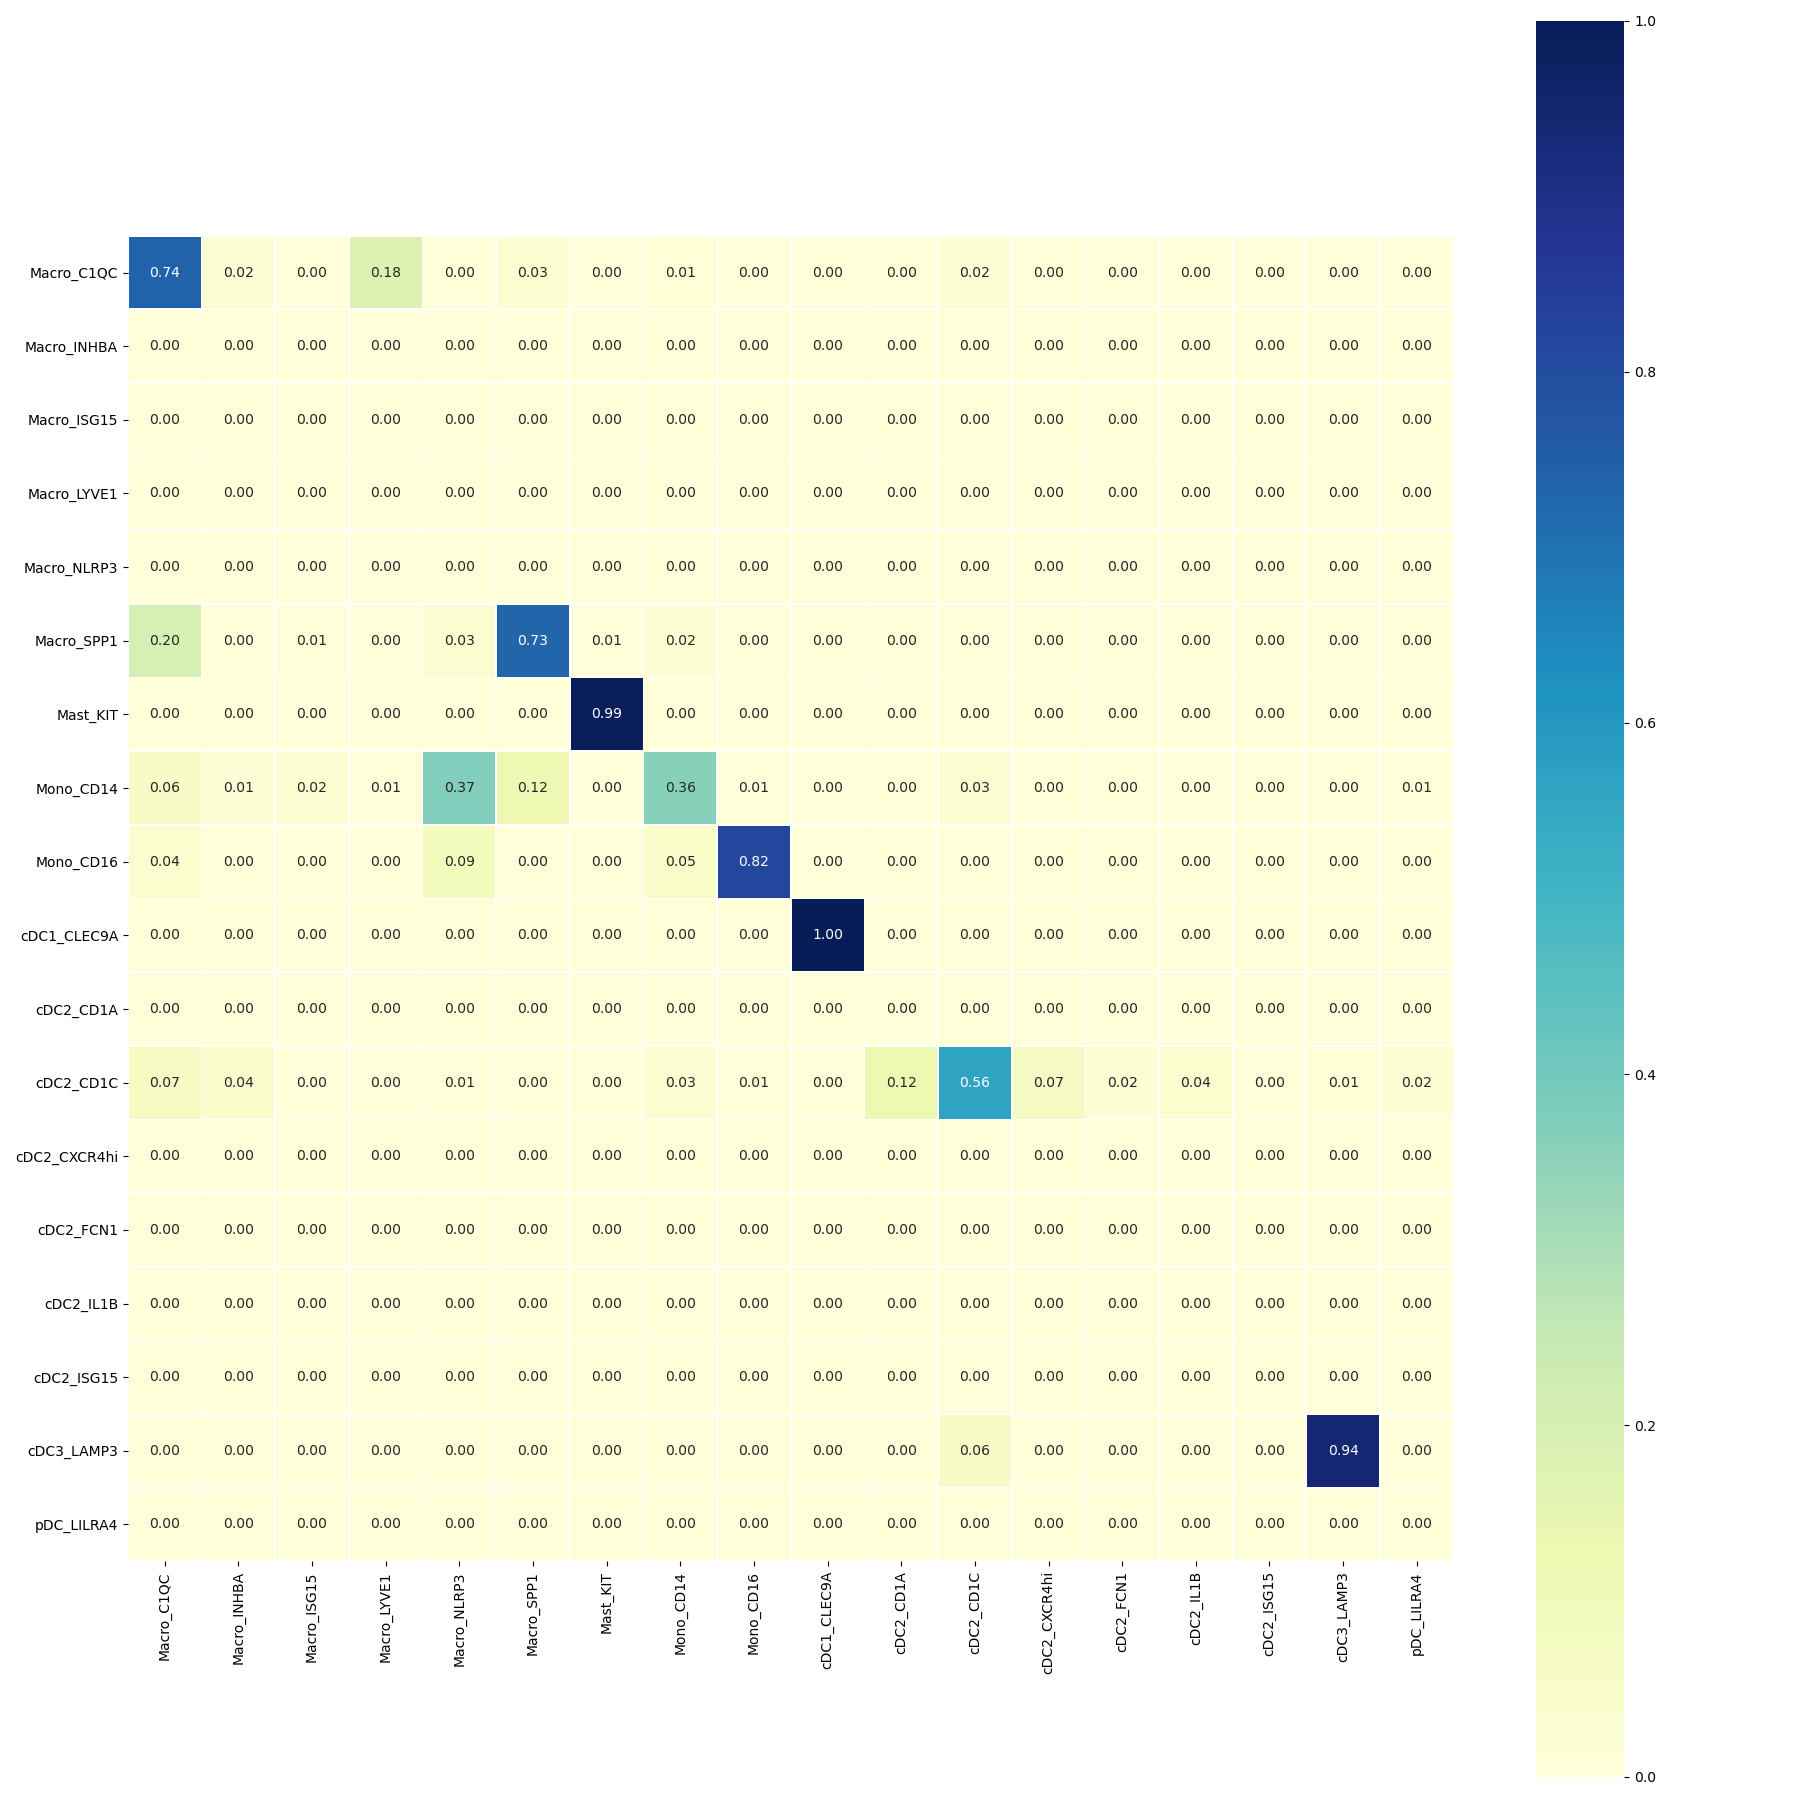 1.0
0.8
0.6
0.4
0.2
0.0
Macro_C1QC 0.74 0.02 0.00 0.18 0.00 0.03 0.00 0.01 0.00 0.00 0.00 0.02 0.00 0.00 0.00 0.00 0.00 0.00
Macro_INHBA 0.00 0.00 0.00 0.00 0.00 0.00 0.00 0.00 0.00 0.00 0.00 0.00 0.00 0.00 0.00 0.00 0.00 0.00
Macro_ISG15 0.00 0.00 0.00 0.00 0.00 0.00 0.00 0.00 0.00 0.00 0.00 0.00 0.00 0.00 0.00 0.00 0.00 0.00
Macro_LYVE1 0.00 0.00 0.00 0.00 0.00 0.00 0.00 0.00 0.00 0.00 0.00 0.00 0.00 0.00 0.00 0.00 0.00 0.00
Macro_NLRP3 0.00 0.00 0.00 0.00 0.00 0.00 0.00 0.00 0.00 0.00 0.00 0.00 0.00 0.00 0.00 0.00 0.00 0.00
Macro_SPP1 0.20 0.00 0.01 0.00 0.03 0.73 0.01 0.02 0.00 0.00 0.00 0.00 0.00 0.00 0.00 0.00 0.00 0.00
Mast_KIT 0.00 0.00 0.00 0.00 0.00 0.00 0.99 0.00 0.00 0.00 0.00 0.00 0.00 0.00 0.00 0.00 0.00 0.00
Mono_CD14 0.06 0.01 0.02 0.01 0.37 0.12 0.00 0.36 0.01 0.00 0.00 0.03 0.00 0.00 0.00 0.00 0.00 0.01
Mono_CD16 0.04 0.00 0.00 0.00 0.09 0.00 0.00 0.05 0.82 0.00 0.00 0.00 0.00 0.00 0.00 0.00 0.00 0.00
cDC1_CLEC9A 0.00 0.00 0.00 0.00 0.00 0.00 0.00 0.00 0.00 1.00 0.00 0.00 0.00 0.00 0.00 0.00 0.00 0.00
cDC2_CD1A 0.00 0.00 0.00 0.00 0.00 0.00 0.00 0.00 0.00 0.00 0.00 0.00 0.00 0.00 0.00 0.00 0.00 0.00
cDC2_CD1C 0.07 0.04 0.00 0.00 0.01 0.00 0.00 0.03 0.01 0.00 0.12 0.56 0.07 0.02 0.04 0.00 0.01 0.02
cDC2_CXCR4hi 0.00 0.00 0.00 0.00 0.00 0.00 0.00 0.00 0.00 0.00 0.00 0.00 0.00 0.00 0.00 0.00 0.00 0.00
cDC2_FCN1 0.00 0.00 0.00 0.00 0.00 0.00 0.00 0.00 0.00 0.00 0.00 0.00 0.00 0.00 0.00 0.00 0.00 0.00
cDC2_IL1B 0.00 0.00 0.00 0.00 0.00 0.00 0.00 0.00 0.00 0.00 0.00 0.00 0.00 0.00 0.00 0.00 0.00 0.00
cDC2_ISG15 0.00 0.00 0.00 0.00 0.00 0.00 0.00 0.00 0.00 0.00 0.00 0.00 0.00 0.00 0.00 0.00 0.00 0.00
cDC3_LAMP3 0.00 0.00 0.00 0.00 0.00 0.00 0.00 0.00 0.00 0.00 0.00 0.06 0.00 0.00 0.00 0.00 0.94 0.00
pDC_LILRA4 0.00 0.00 0.00 0.00 0.00 0.00 0.00 0.00 0.00 0.00 0.00 0.00 0.00 0.00 0.00 0.00 0.00 0.00
Macro_C1QC
Macro_INHBA
Macro_ISG15
Macro_LYVE1
Macro_NLRP3
Macro_SPP1
Mast_KIT
Mono_CD14
Mono_CD16
cDC1_CLEC9A
cDC2_CD1A
cDC2_CD1C
cDC2_CXCR4hi
cDC2_FCN1
cDC2_IL1B
cDC2_ISG15
cDC3_LAMP3
pDC_LILRA4